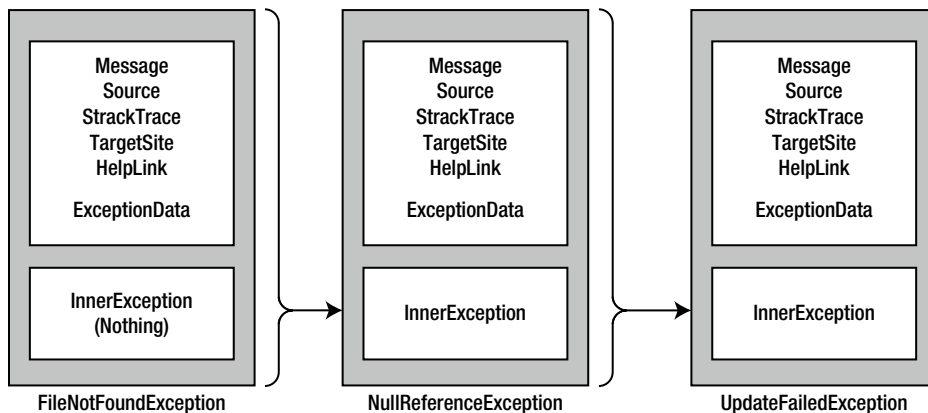 Message
Source
StrackTrace
TargetSite
HelpLink
ExceptionData
InnerException
(Nothing)
FileNotFoundException
Message
Source
StrackTrace
TargetSite
HelpLink
ExceptionData
InnerException
NullReferenceException
Message
Source
StrackTrace
TargetSite
HelpLink
ExceptionData
InnerException
UpdateFailedException